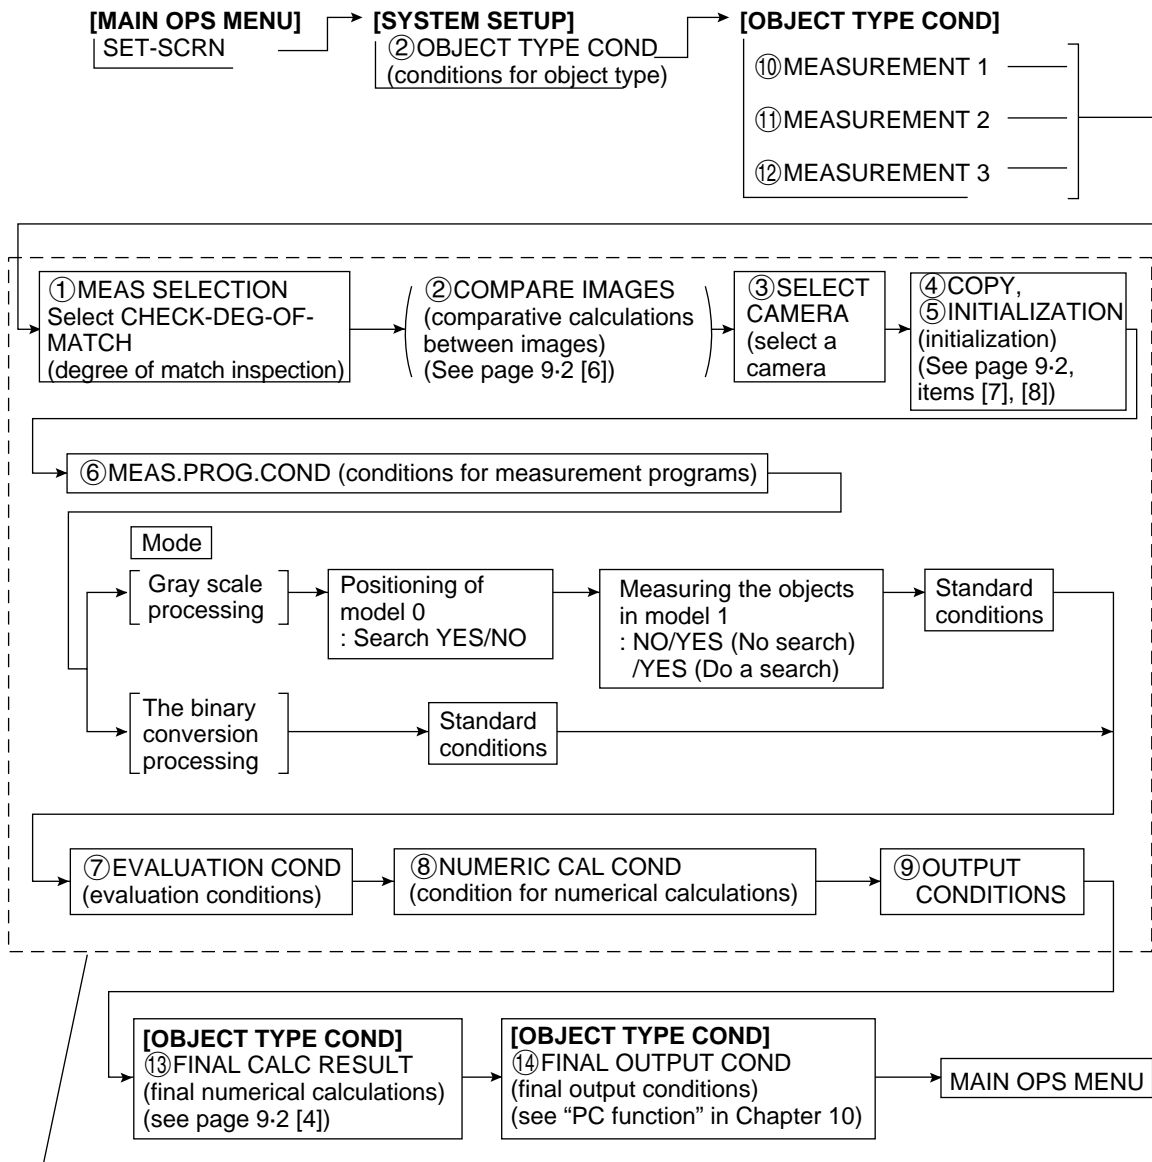 [MAIN OPS MENU]
SET-SCRN
[SYSTEM SETUP]
②OBJECT TYPE COND
(conditions for object type)
[OBJECT TYPE COND]
⑩MEASUREMENT 1
⑪MEASUREMENT 2
⑫MEASUREMENT 3
①MEAS SELECTION
Select CHECK-DEG-OF-
MATCH
(degree of match inspection)
②COMPARE IMAGES
(comparative calculations
between images)
(See page 9·2 [6])
③SELECT
CAMERA
(select a
camera
④COPY,
⑤INITIALIZATION
(initialization)
(See page 9·2,
items [7], [8])
⑥MEAS.PROG.COND (conditions for measurement programs)
Mode
Gray scale
processing
Positioning of
model 0
: Search YES/NO
Measuring the objects
in model 1
: NO/YES (No search)
/YES (Do a search)
Standard
conditions
The binary
conversion
processing
Standard
conditions
⑦EVALUATION COND
(evaluation conditions)
⑧NUMERIC CAL COND
(condition for numerical calculations)
⑨OUTPUT
CONDITIONS
[OBJECT TYPE COND]
⑬FINAL CALC RESULT
(final numerical calculations)
(see page 9·2 [4])
[OBJECT TYPE COND]
⑭FINAL OUTPUT COND
(final output conditions)
(see “PC function” in Chapter 10)
MAIN OPS MENU